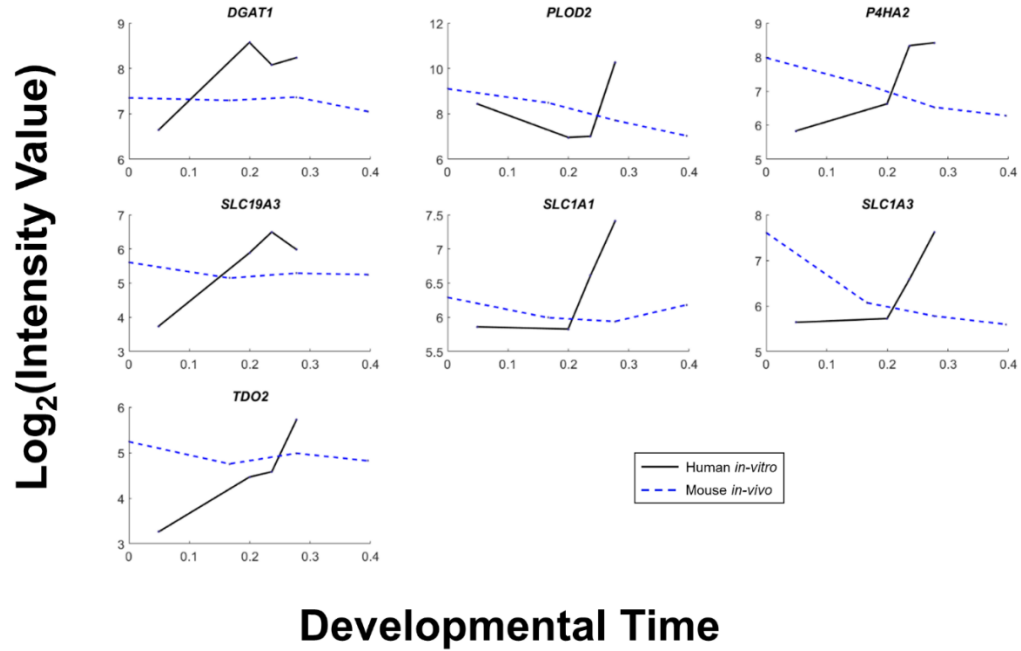 Log₂(Intensity Value)
DGAT1
9
8
7
6
0 0.1 0.2 0.3 0.4
PLOD2
12
10
8
6
0 0.1 0.2 0.3 0.4
P4HA2
9
8
7
6
5
0 0.1 0.2 0.3 0.4
SLC19A3
7
6
5
4
3
0 0.1 0.2 0.3 0.4
SLC1A1
7.5
7
6.5
6
5.5
0 0.1 0.2 0.3 0.4
SLC1A3
8
7
6
5
0 0.1 0.2 0.3 0.4
TDO2
6
5
4
3
0 0.1 0.2 0.3 0.4
Human in-vitro
Mouse in-vivo
Developmental Time